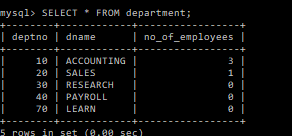 mysql> SELECT * FROM department;
+--------+------------+-----------------+
| deptno | dname | no_of_employees |
+--------+------------+-----------------+
| 10 | ACCOUNTING | 3 |
| 20 | SALES | 1 |
| 30 | RESEARCH | 0 |
| 40 | PAYROLL | 0 |
| 70 | LEARN | 0 |
+--------+------------+-----------------+
5 rows in set (0.00 sec)